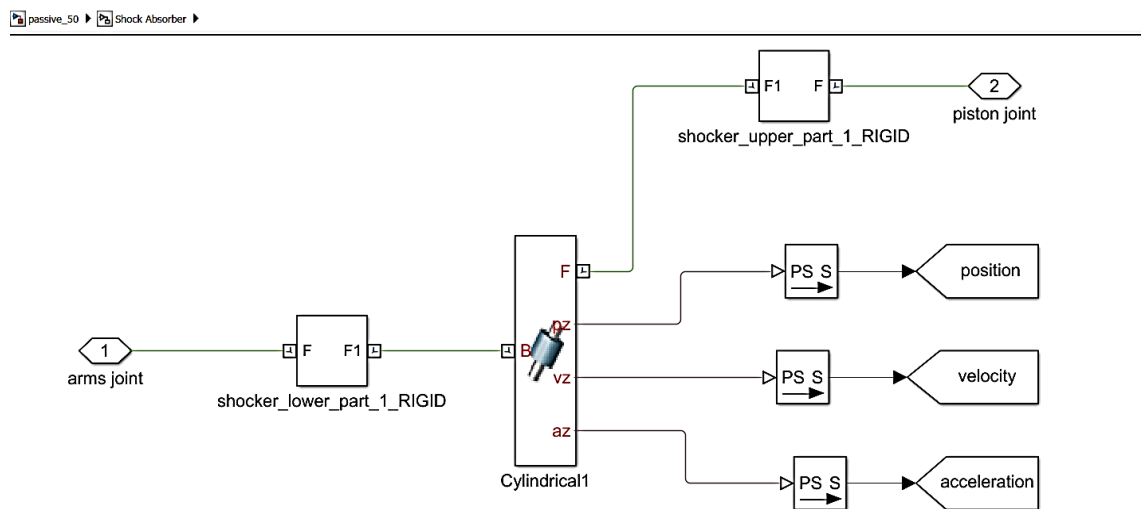 passive_50 Shock Absorber
F1 F
2
piston joint
shocker_upper_part_1_RIGID
F
PS S
position
pz
1
F F1
B
arms joint
vz
PS S
velocity
shocker_lower_part_1_RIGID
az
PS S
acceleration
Cylindrical1